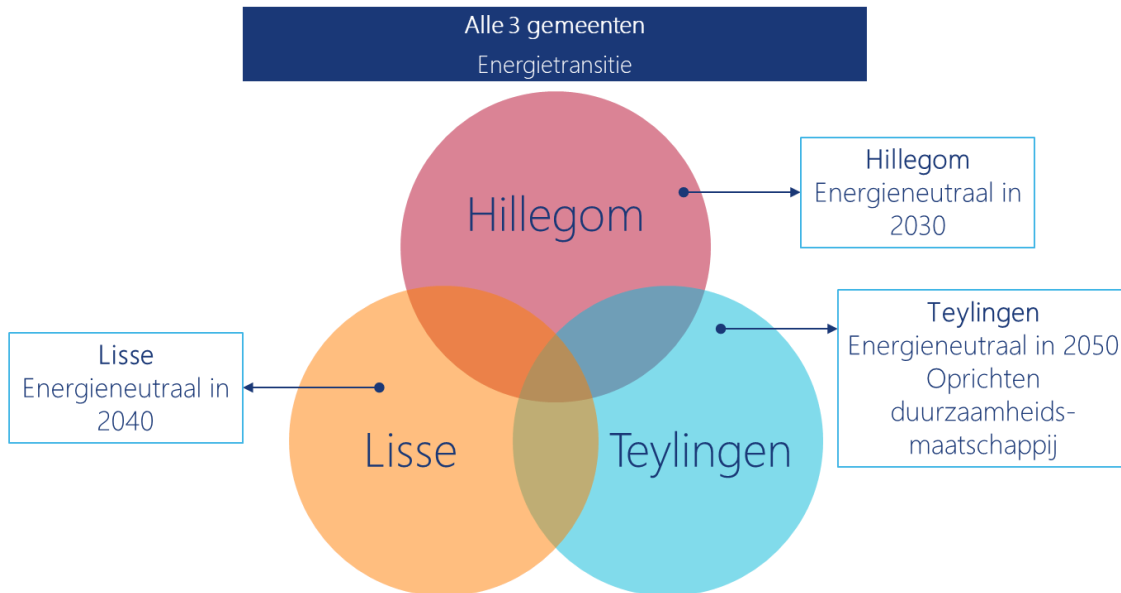 Alle 3 gemeenten
Energietransitie
Hillegom
Hillegom
Energieneutraal in
2030
Teylingen
Energieneutraal in 2050
Oprichten
duurzaamheids-
maatschappij
Lisse
Energieneutraal in
2040
Lisse
Teylingen